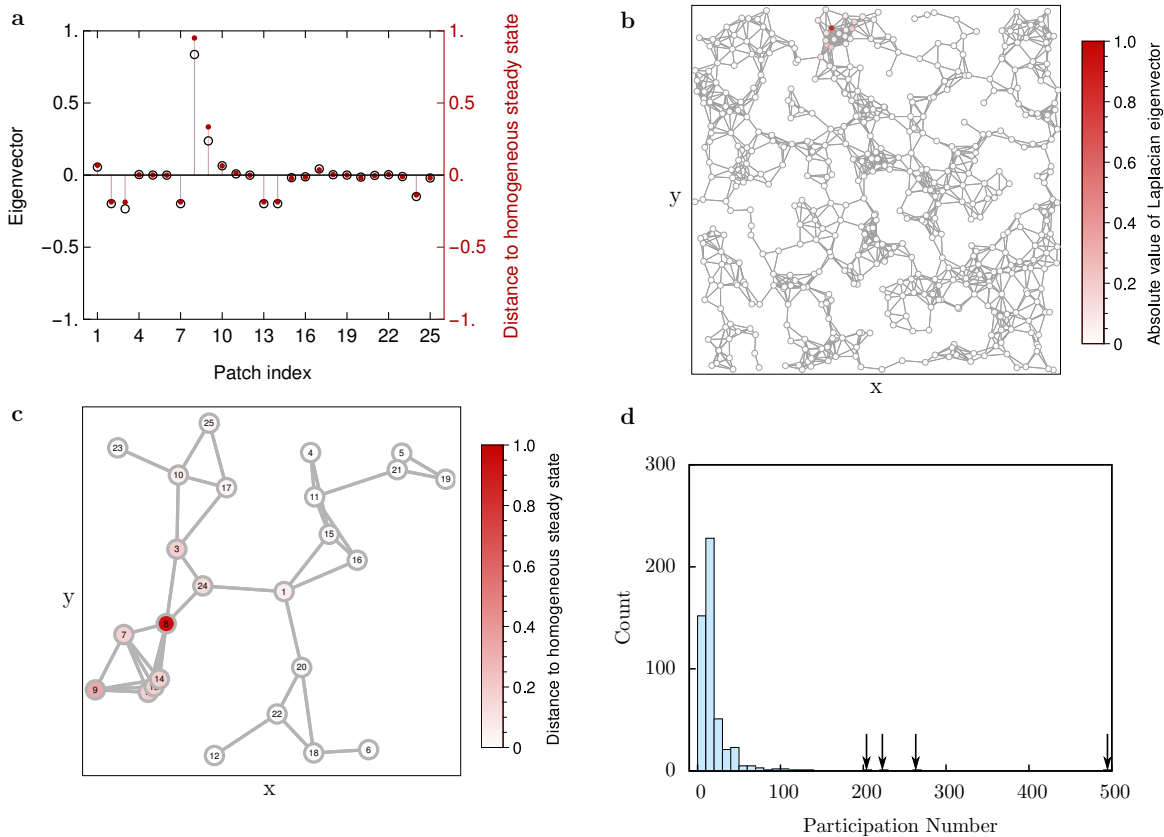 a
1.
0.5
0.
−0.5
−1.
1.
0.5
0.
−0.5
−1.
1 4 7 10 13 16 19 22 25
Eigenvector
Distance to homogeneous steady state
Patch index
b
y
x
1.0
0.8
0.6
0.4
0.2
0
Absolute value of Laplacian eigenvector
c
25
23
4
5
21
10
19
17
11
15
3
16
24
1
8
7
14
20
9
22
12
18
6
y
x
1.0
0.8
0.6
0.4
0.2
0
Distance to homogeneous steady state
d
300
200
100
0
0 100 200 300 400 500
Count
Participation Number